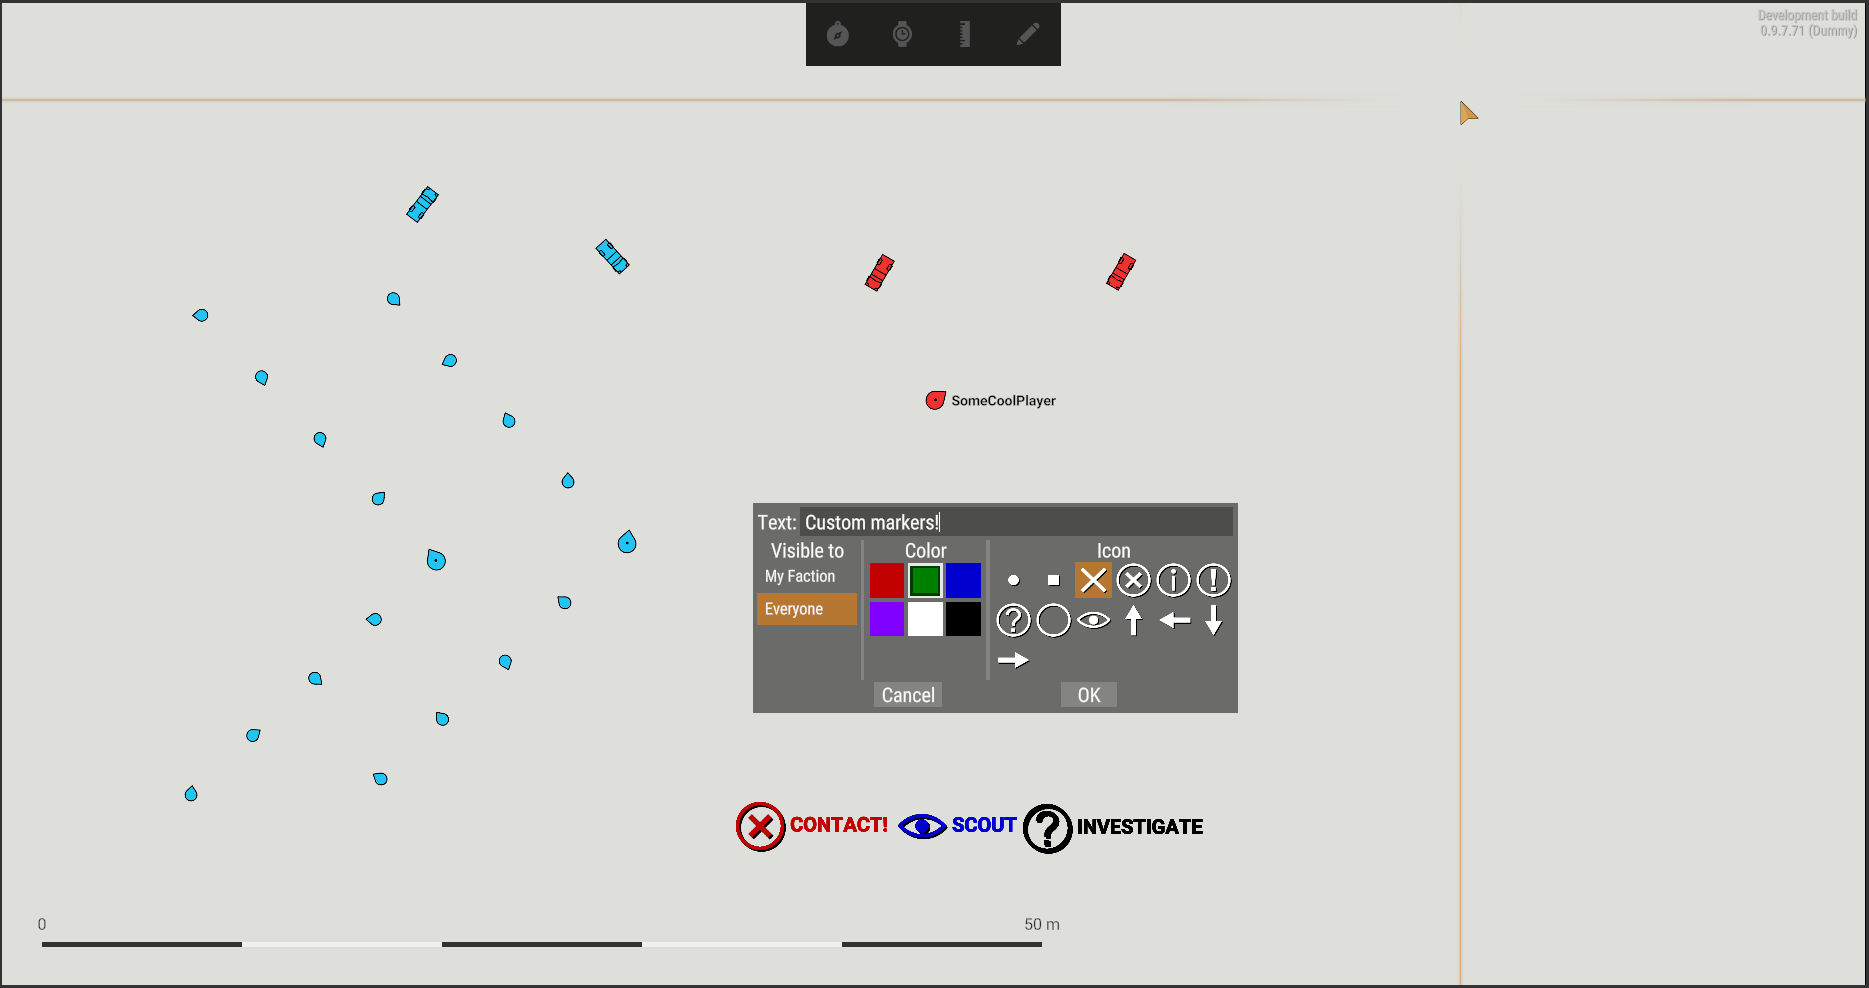 Development build
0.9.7.71 (Dummy)
SomeCoolPlayer
Text: Custom markers!
Visible to
My Faction
Everyone
Color
Icon
Cancel
OK
CONTACT!
SCOUT
INVESTIGATE
0
50 m